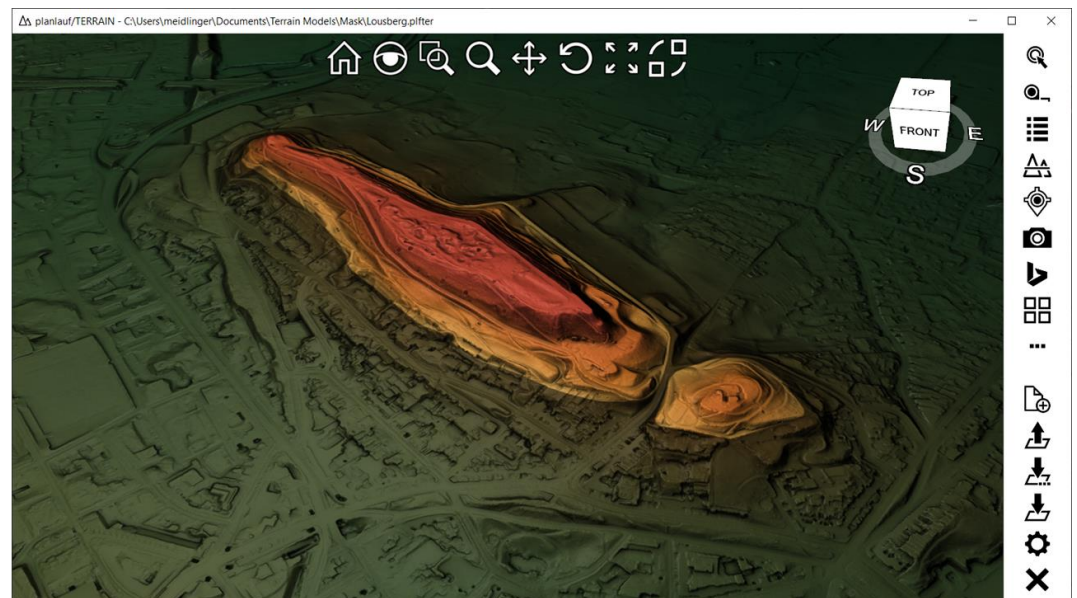 planlauf/TERRAIN - C:\Users\meidlinger\Documents\Terrain Models\Mask\Lousberg.plfter
TOP
W
FRONT
E
S